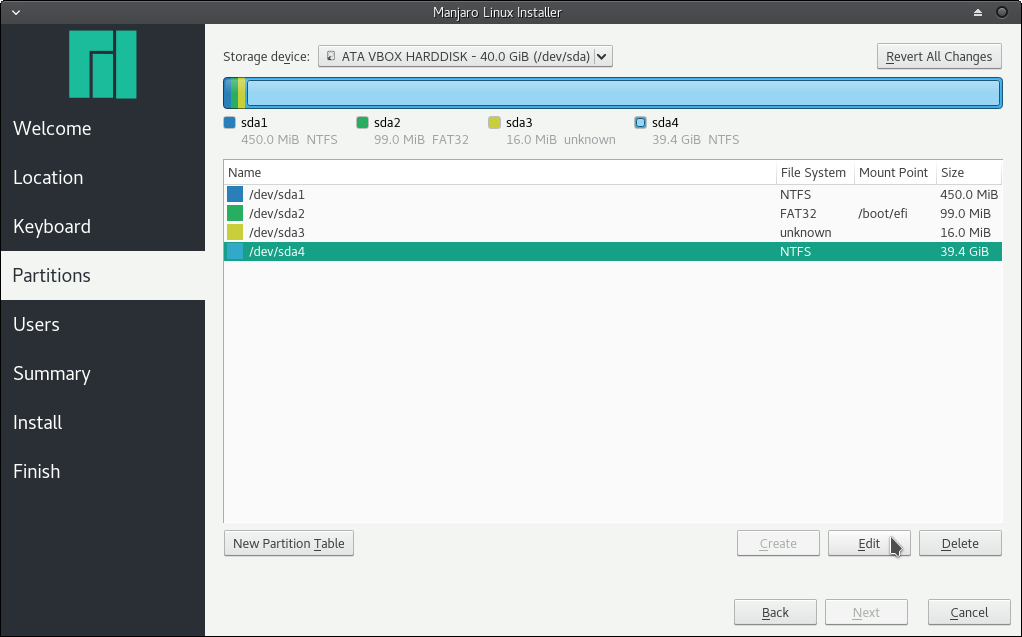 Manjaro Linux Installer
Welcome
Location
Keyboard
Partitions
Users
Summary
Install
Finish
Storage device: ATA VBOX HARDDISK - 40.0 GiB (/dev/sda) Revert All Changes
sda1 sda2 sda3 sda4
450.0 MiB NTFS 99.0 MiB FAT32 16.0 MiB unknown 39.4 GiB NTFS
Name File System Mount Point Size
/dev/sda1 NTFS 450.0 MiB
/dev/sda2 FAT32 /boot/efi 99.0 MiB
/dev/sda3 unknown 16.0 MiB
/dev/sda4 NTFS 39.4 GiB
New Partition Table Create Edit Delete
Back Next Cancel